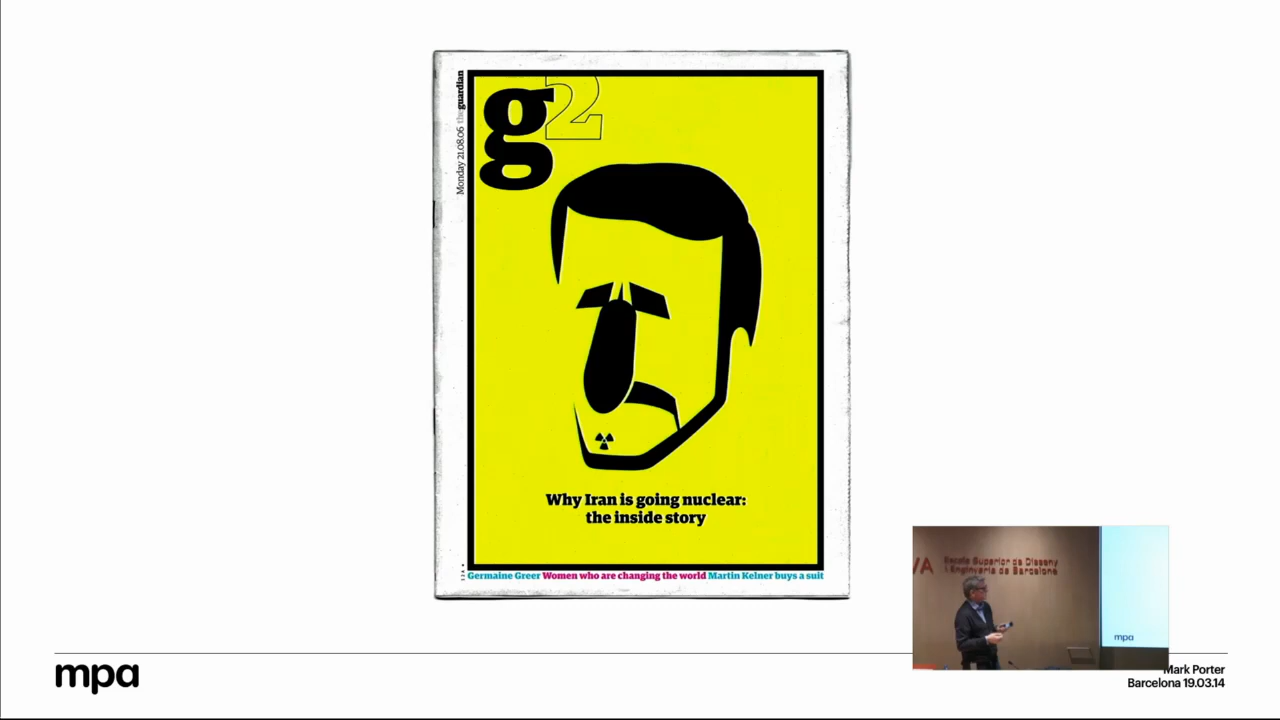 Monday 21.08.06 theguardian
g2
Why Iran is going nuclear:
the inside story
Germaine Greer Women who are changing the world Martin Kelner buys a suit
VA
Escola Superior de Disseny
i Enginyeria de Barcelona
mpa
mpa
Mark Porter
Barcelona 19.03.14